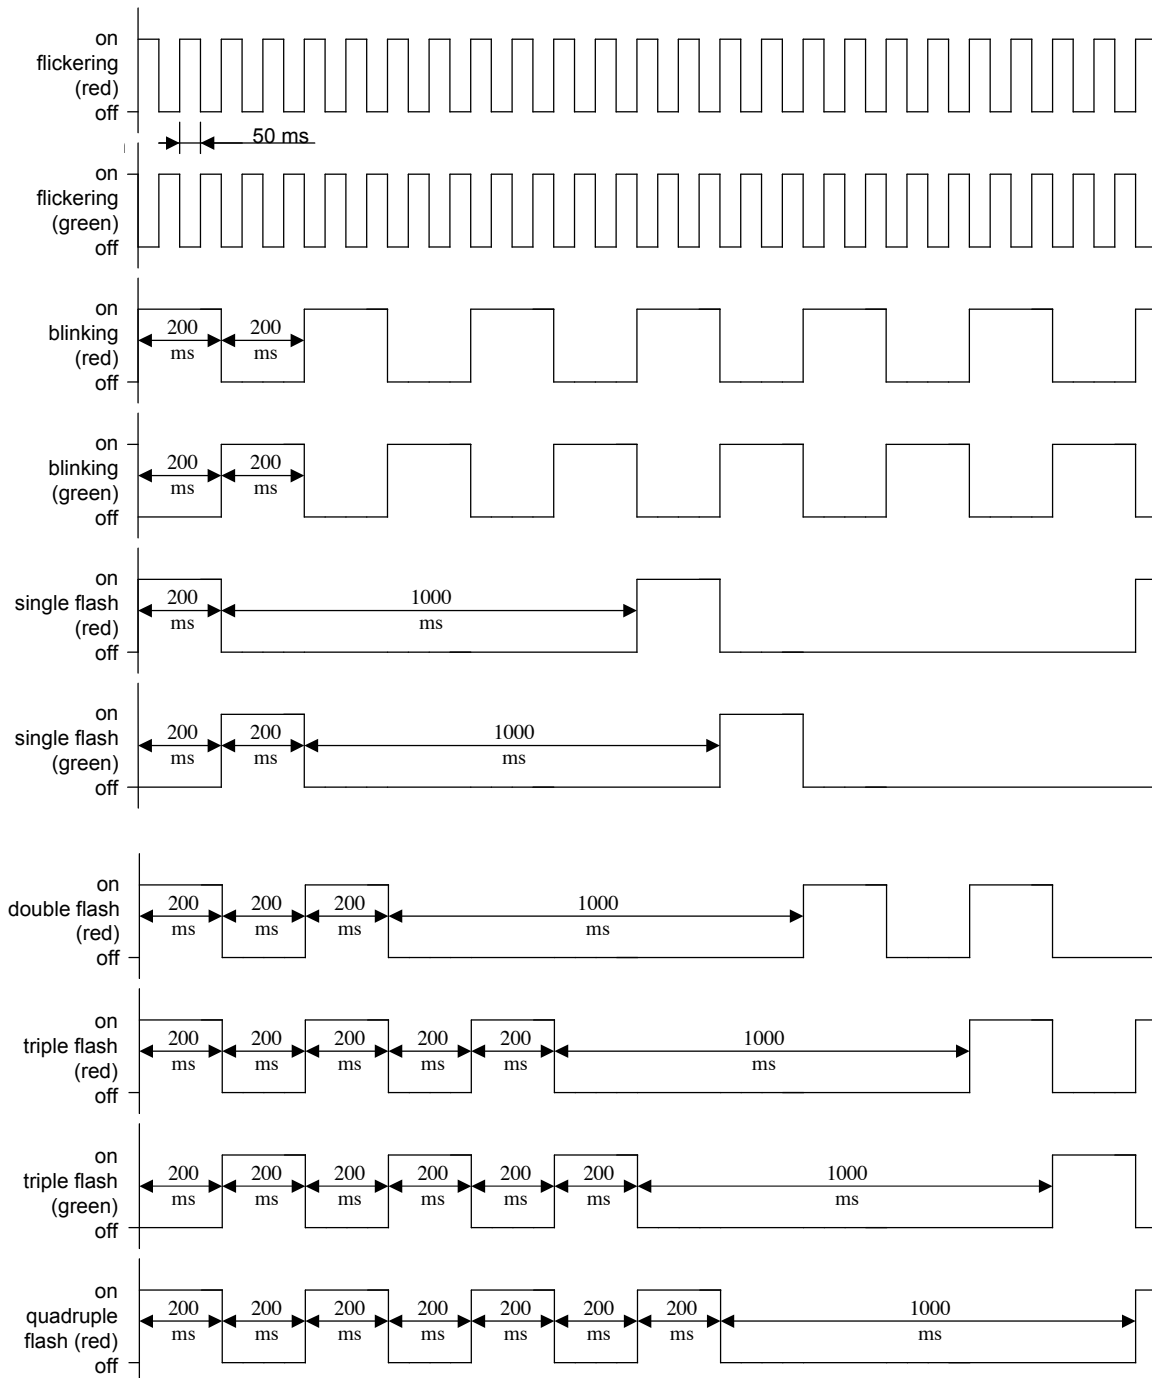 on
flickering
(red)
off
50 ms
on
flickering
(green)
off
on
blinking
(red)
off
200 200
ms ms
on
blinking
(green)
off
200 200
ms ms
on
single flash
(red)
off
200 1000
ms ms
on
single flash
(green)
off
200 200 1000
ms ms ms
on
double flash
(red)
off
200 200 200 1000
ms ms ms ms
on
triple flash
(red)
off
200 200 200 200 200 1000
ms ms ms ms ms ms
on
triple flash
(green)
off
200 200 200 200 200 200 1000
ms ms ms ms ms ms ms
on
quadruple
flash (red)
off
200 200 200 200 200 200 200 1000
ms ms ms ms ms ms ms ms